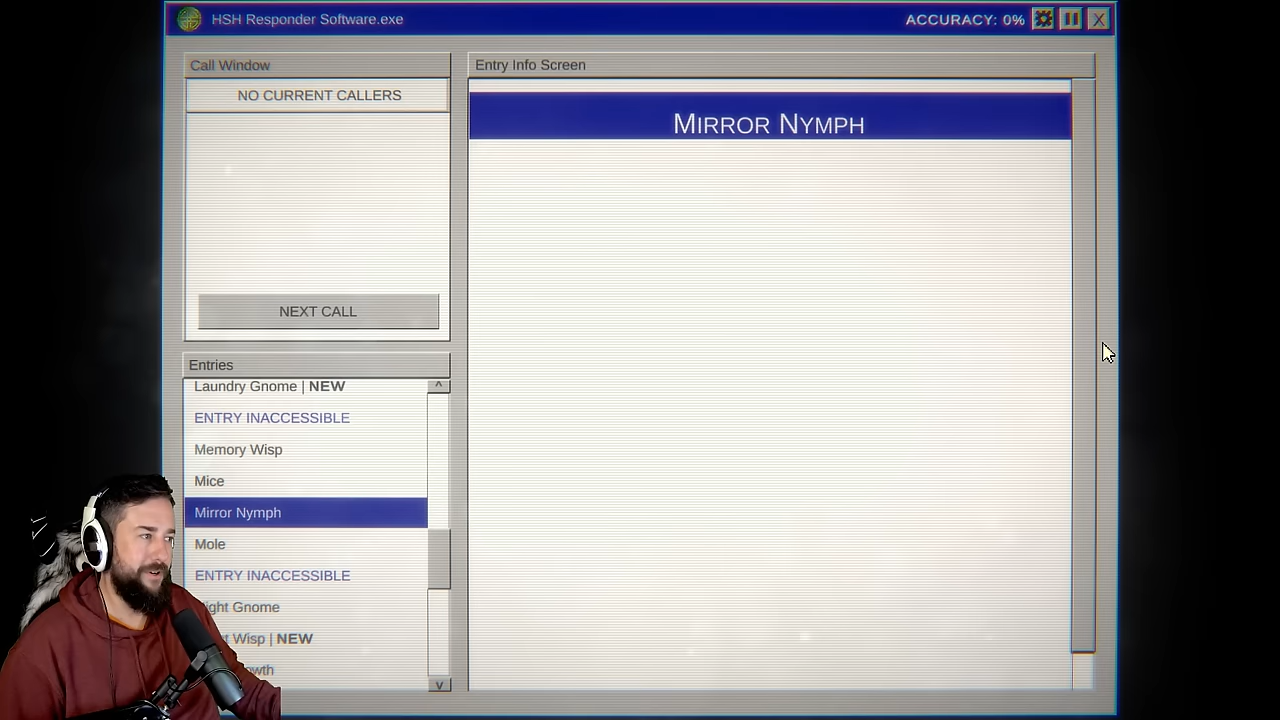 HSH Responder Software.exe
ACCURACY: 0%
X
Call Window
NO CURRENT CALLERS
NEXT CALL
Entries
Laundry Gnome | NEW
ENTRY INACCESSIBLE
Memory Wisp
Mice
Mirror Nymph
Mole
ENTRY INACCESSIBLE
Gnome
Wisp | NEW
Entry Info Screen
MIRROR NYMPH